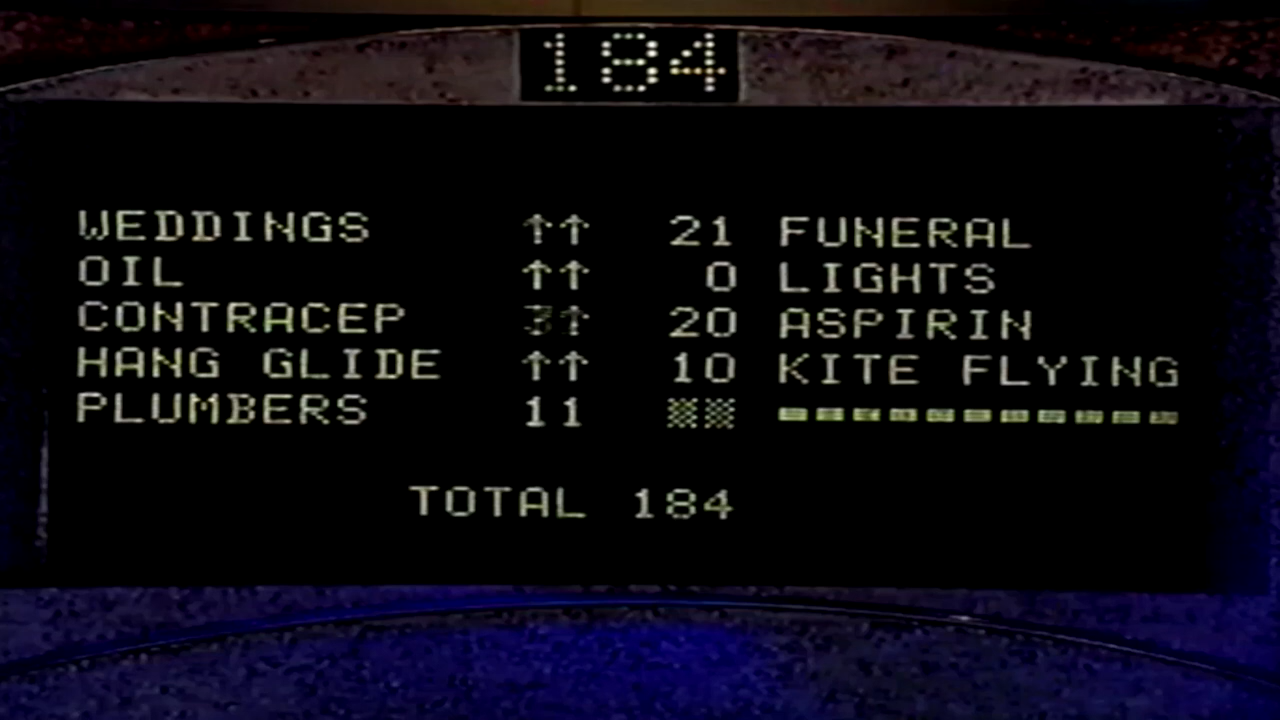 184
WEDDINGS ↑↑ 21 FUNERAL
OIL ↑↑ 0 LIGHTS
CONTRACEP 3↑ 20 ASPIRIN
HANG GLIDE ↑↑ 10 KITE FLYING
PLUMBERS 11
TOTAL 184